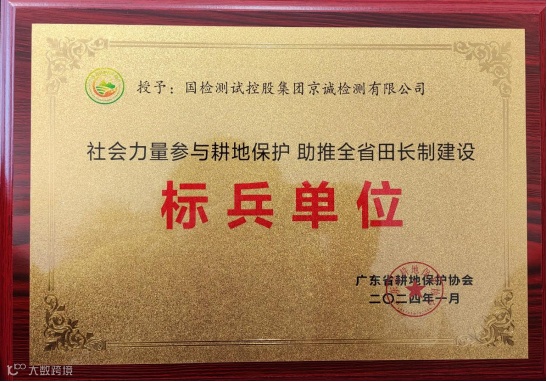 授予：国检测试控股集团京诚检测有限公司
社会力量参与耕地保护 助推全省田长制建设
标兵单位
广东省耕地保护协会
二〇二四年一月
大数跨境